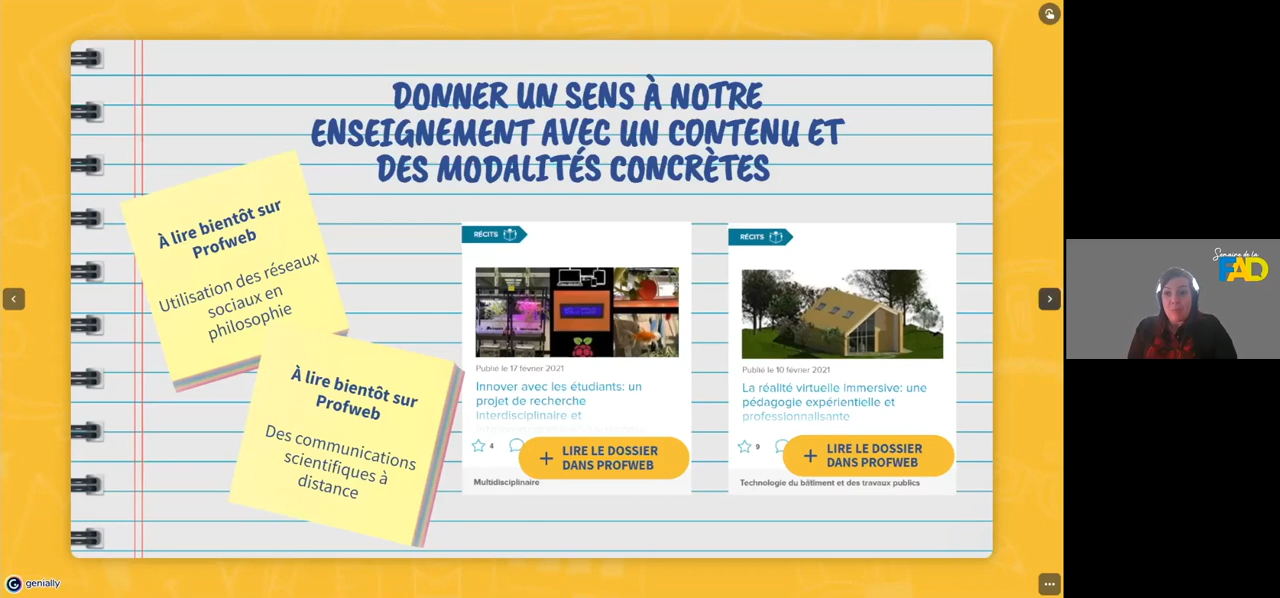 DONNER UN SENS À NOTRE
ENSEIGNEMENT AVEC UN CONTENU ET
DES MODALITÉS CONCRÈTES
À lire bientôt sur
Profweb
Utilisation des réseaux
sociaux en
philosophie
À lire bientôt sur
Profweb
Des communications
scientifiques à
distance
RÉCITS
Publié le 17 février 2021
Innover avec les étudiants: un
projet de recherche
interdisciplinaire et
4
+ LIRE LE DOSSIER
DANS PROFWEB
Multidisciplinaire
RÉCITS
Publié le 10 février 2021
La réalité virtuelle immersive: une
pédagogie expérientielle et
professionnalisante
9
+ LIRE LE DOSSIER
DANS PROFWEB
Technologie du bâtiment et des travaux publics
Semaine de la
FAD
genially